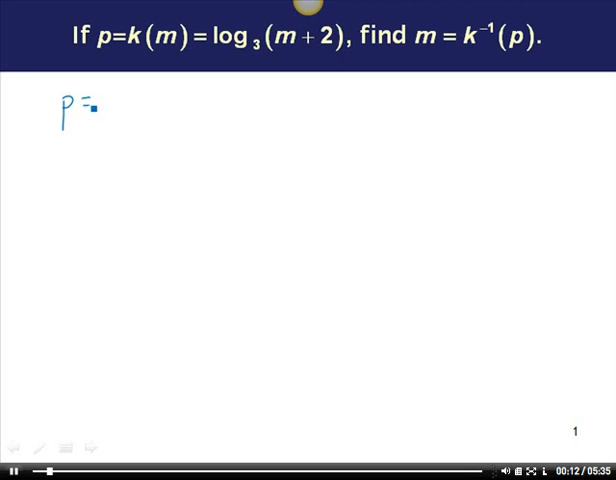 If p=k(m) = log₃(m + 2), find m = k⁻¹(p).
p =
1
00:12 / 05:35